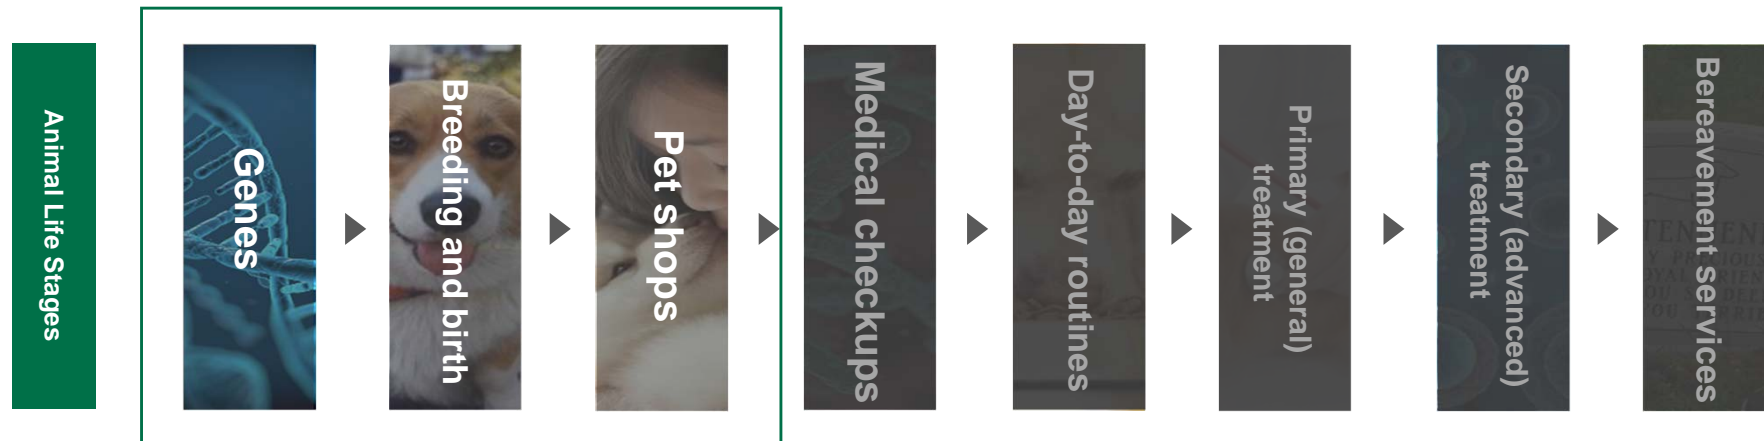 Animal Life Stages
Genes
Breeding and birth
Pet shops
Medical checkups
Day-to-day routines
Primary (general)
treatment
Secondary (advanced)
treatment
Bereavement services